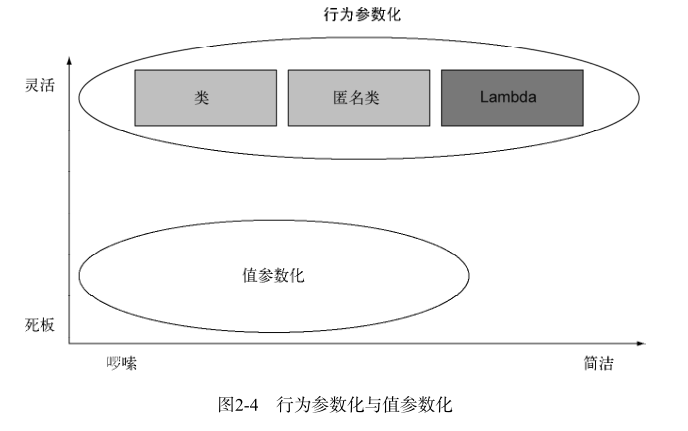 行为参数化
灵活
类
匿名类
Lambda
值参数化
死板
啰嗦
简洁
图2-4 行为参数化与值参数化